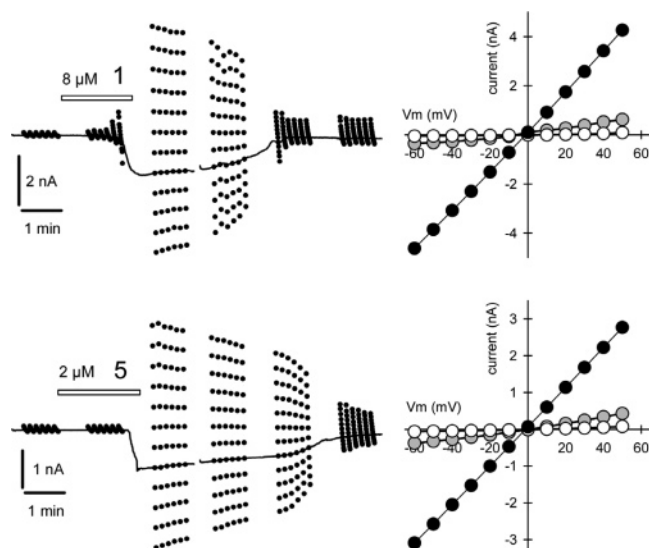 8 µM 1
2 nA
1 min
current (nA)
4
2
Vm (mV)
-60 -40 -20 20 40 60
-2
-4
2 µM 5
1 nA
1 min
current (nA)
3
2
1
Vm (mV)
-60 -40 -20 20 40 60
-1
-2
-3